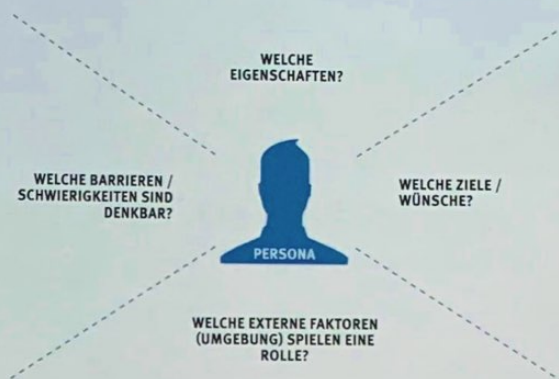 WELCHE
EIGENSCHAFTEN?
WELCHE BARRIEREN /
SCHWIERIGKEITEN SIND
DENKBAR?
WELCHE ZIELE /
WÜNSCHE?
PERSONA
WELCHE EXTERNE FAKTOREN
(UMGEBUNG) SPIELEN EINE
ROLLE?